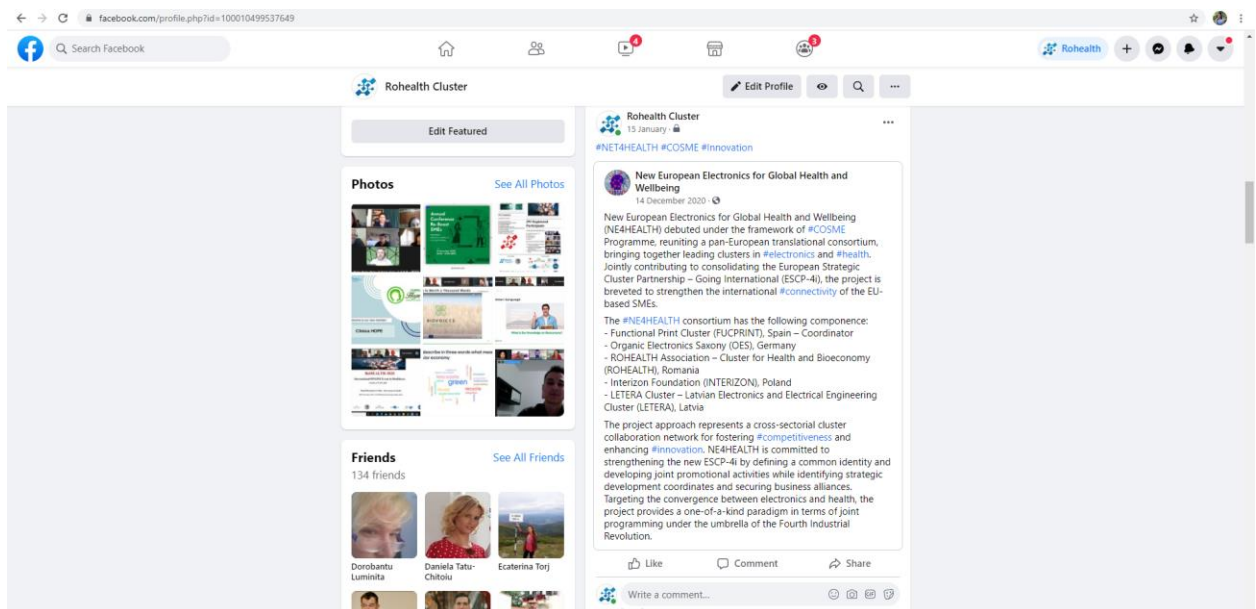 facebook.com/profile.php?id=100010499537649
Search Facebook
4
3
Rohealth
Rohealth Cluster
Edit Profile
Edit Featured
Photos
See All Photos
Annual
Conference
Re-Boost
SMEs
Clinica HOPE
green
Friends
See All Friends
134 friends
Dorobantu
Luminita
Daniela Tatu-
Chitoiu
Ecaterina Torj
Rohealth Cluster
15 January ·
#NET4HEALTH #COSME #Innovation
New European Electronics for Global Health and
Wellbeing
14 December 2020 ·
New European Electronics for Global Health and Wellbeing
(NE4HEALTH) debuted under the framework of #COSME
Programme, reuniting a pan-European translational consortium,
bringing together leading clusters in #electronics and #health.
Jointly contributing to consolidating the European Strategic
Cluster Partnership – Going International (ESCP-4i), the project is
breveted to strengthen the international #connectivity of the EU-
based SMEs.
The #NE4HEALTH consortium has the following componence:
- Functional Print Cluster (FUCPRINT), Spain – Coordinator
- Organic Electronics Saxony (OES), Germany
- ROHEALTH Association – Cluster for Health and Bioeconomy
(ROHEALTH), Romania
- Interizon Foundation (INTERIZON), Poland
- LETERA Cluster – Latvian Electronics and Electrical Engineering
Cluster (LETERA), Latvia
The project approach represents a cross-sectorial cluster
collaboration network for fostering #competitiveness and
enhancing #innovation. NE4HEALTH is committed to
strengthening the new ESCP-4i by defining a common identity and
developing joint promotional activities while identifying strategic
development coordinates and securing business alliances.
Targeting the convergence between electronics and health, the
project provides a one-of-a-kind paradigm in terms of joint
programming under the umbrella of the Fourth Industrial
Revolution.
Like
Comment
Share
Write a comment...